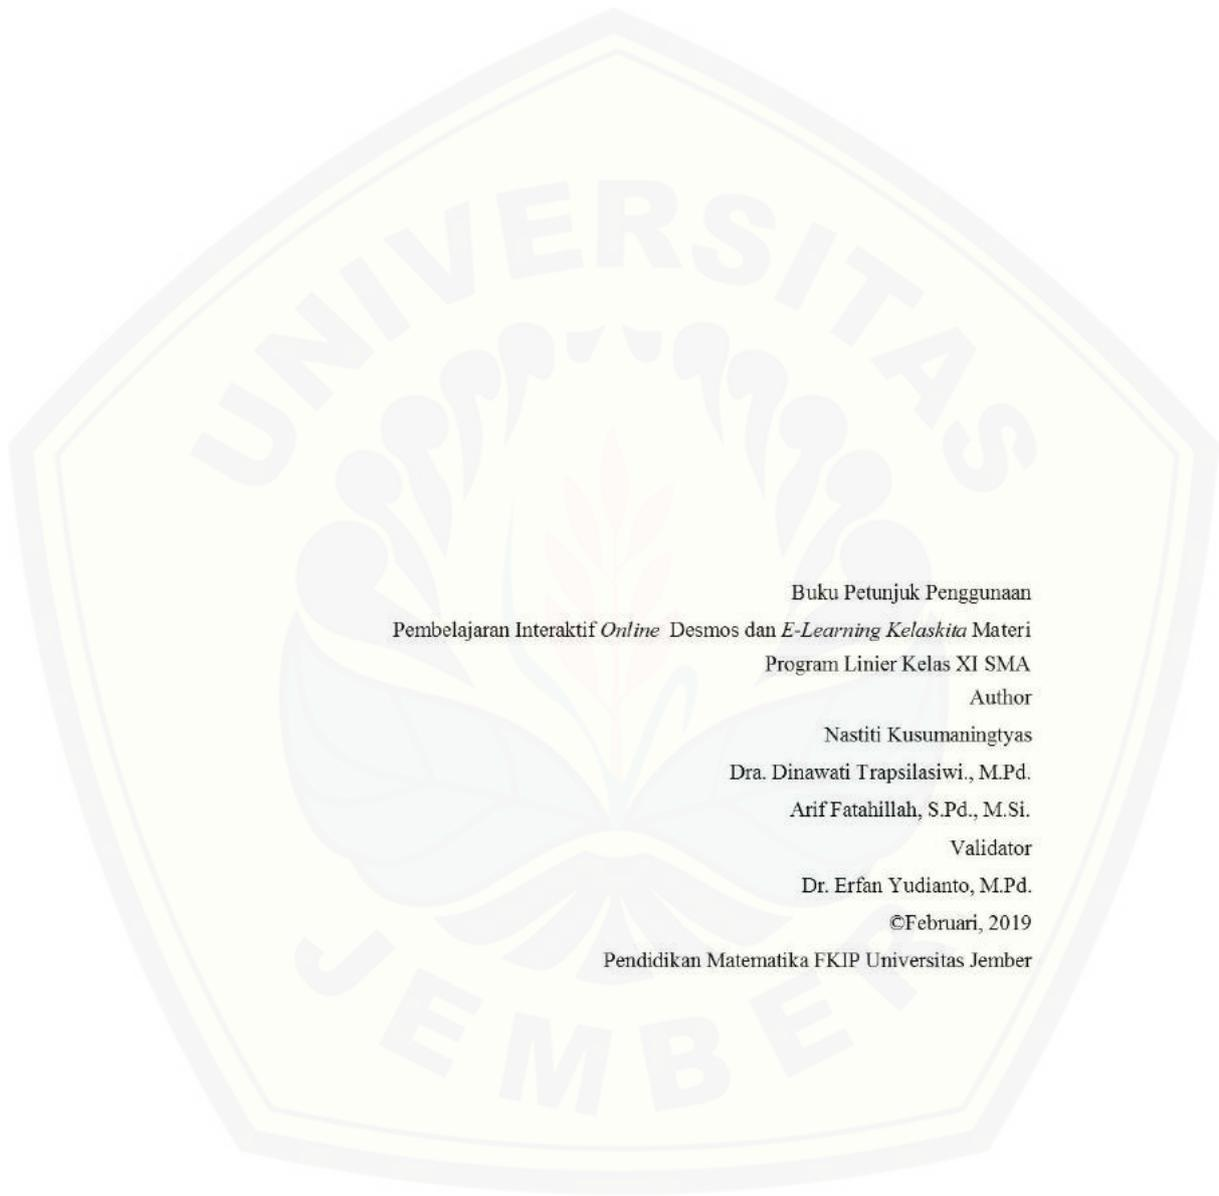 UNIVERSITAS
Buku Petunjuk Penggunaan
Pembelajaran Interaktif Online Desmos dan E-Learning Kelaskita Materi
Program Linier Kelas XI SMA
Author
Nastiti Kusumaningtyas
Dra. Dinawati Trapsilasiwi., M.Pd.
Arif Fatahillah, S.Pd., M.Si.
Validator
Dr. Erfan Yudianto, M.Pd.
©Februari, 2019
Pendidikan Matematika FKIP Universitas Jember
JEMBER